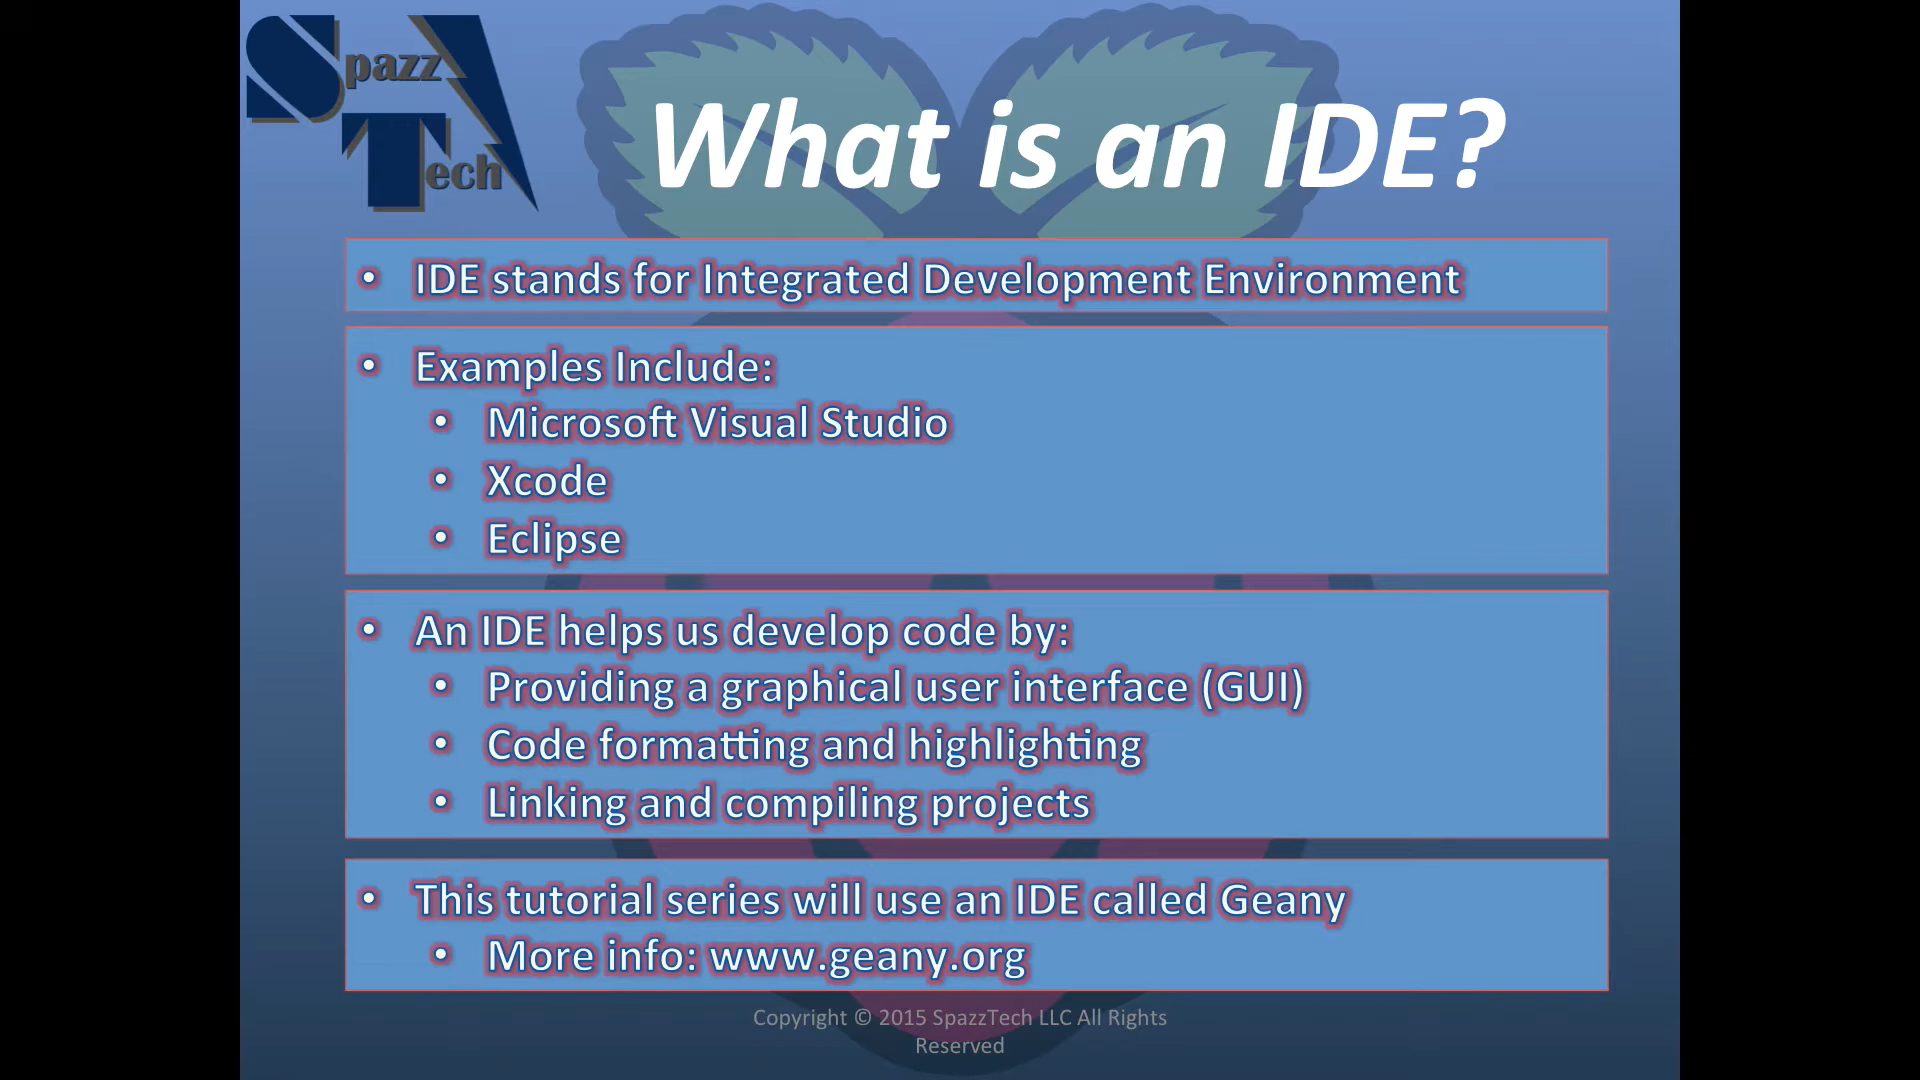 Spazz
Tech
What is an IDE?
• IDE stands for Integrated Development Environment
• Examples Include:
• Microsoft Visual Studio
• Xcode
• Eclipse
• An IDE helps us develop code by:
• Providing a graphical user interface (GUI)
• Code formatting and highlighting
• Linking and compiling projects
• This tutorial series will use an IDE called Geany
• More info: www.geany.org
Copyright © 2015 SpazzTech LLC All Rights
Reserved